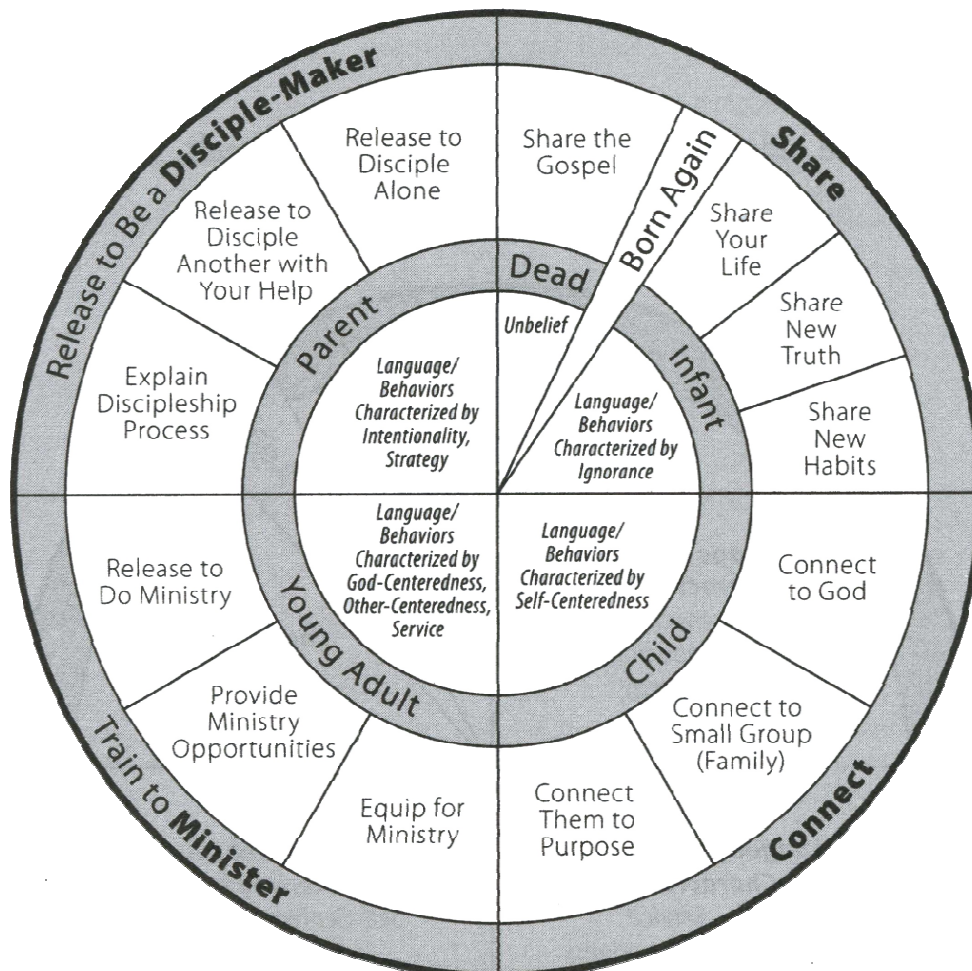 Share
Share the
Gospel
Born Again
Share
Your
Life
Share
New
Truth
Share
New
Habits
Dead
Unbelief
Infant
Language/
Behaviors
Characterized by
Ignorance
Connect
Connect
to God
Connect to
Small Group
(Family)
Connect
Them to
Purpose
Child
Language/
Behaviors
Characterized by
Self-Centeredness
Train to Minister
Equip for
Ministry
Provide
Ministry
Opportunities
Release to
Do Ministry
Young Adult
Language/
Behaviors
Characterized by
God-Centeredness,
Other-Centeredness,
Service
Release to Be a Disciple-Maker
Explain
Discipleship
Process
Release to
Disciple
Another with
Your Help
Release to
Disciple
Alone
Parent
Language/
Behaviors
Characterized by
Intentionality,
Strategy